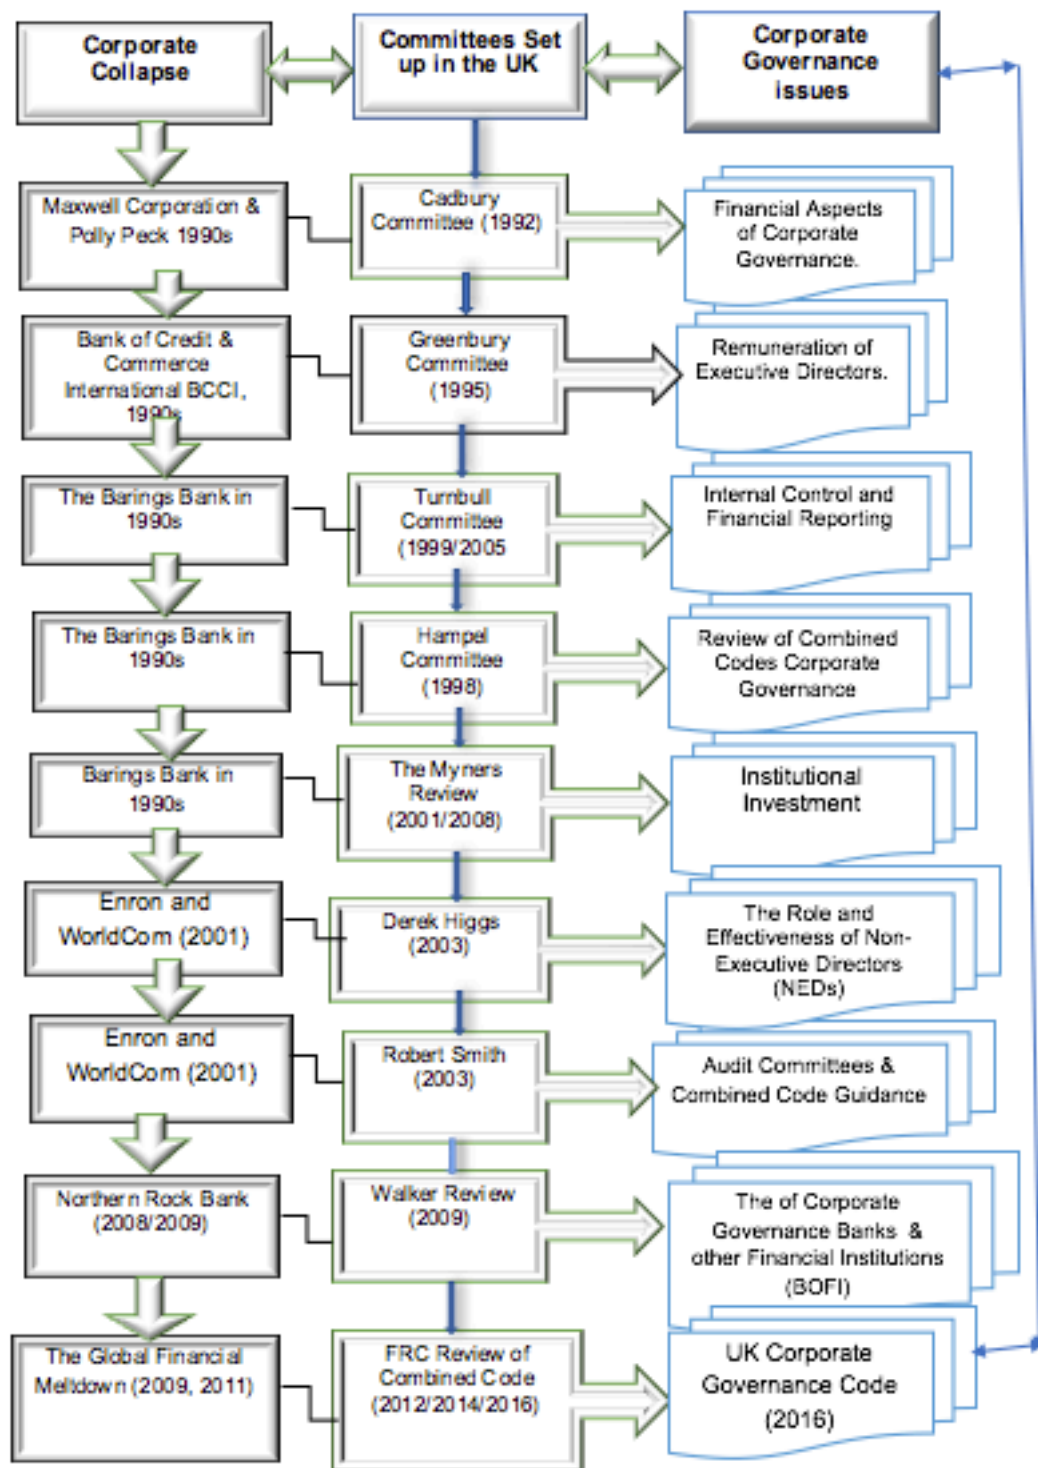 Corporate
Collapse
Committees Set
up in the UK
Corporate
Governance
issues
Maxwell Corporation &
Polly Peck 1990s
Cadbury
Committee (1992)
Financial Aspects
of Corporate
Governance.
Bank of Credit &
Commerce
International BCCI,
1990s
Greenbury
Committee
(1995)
Remuneration of
Executive Directors.
The Barings Bank in
1990s
Turnbull
Committee
(1999/2005
Internal Control and
Financial Reporting
The Barings Bank in
1990s
Hampel
Committee
(1998)
Review of Combined
Codes Corporate
Governance
Barings Bank in
1990s
The Myners
Review
(2001/2008)
Institutional
Investment
Enron and
WorldCom (2001)
Derek Higgs
(2003)
The Role and
Effectiveness of Non-
Executive Directors
(NEDs)
Enron and
WorldCom (2001)
Robert Smith
(2003)
Audit Committees &
Combined Code Guidance
Northern Rock Bank
(2008/2009)
Walker Review
(2009)
The of Corporate
Governance Banks &
other Financial Institutions
(BOFI)
The Global Financial
Meltdown (2009, 2011)
FRC Review of
Combined Code
(2012/2014/2016)
UK Corporate
Governance Code
(2016)